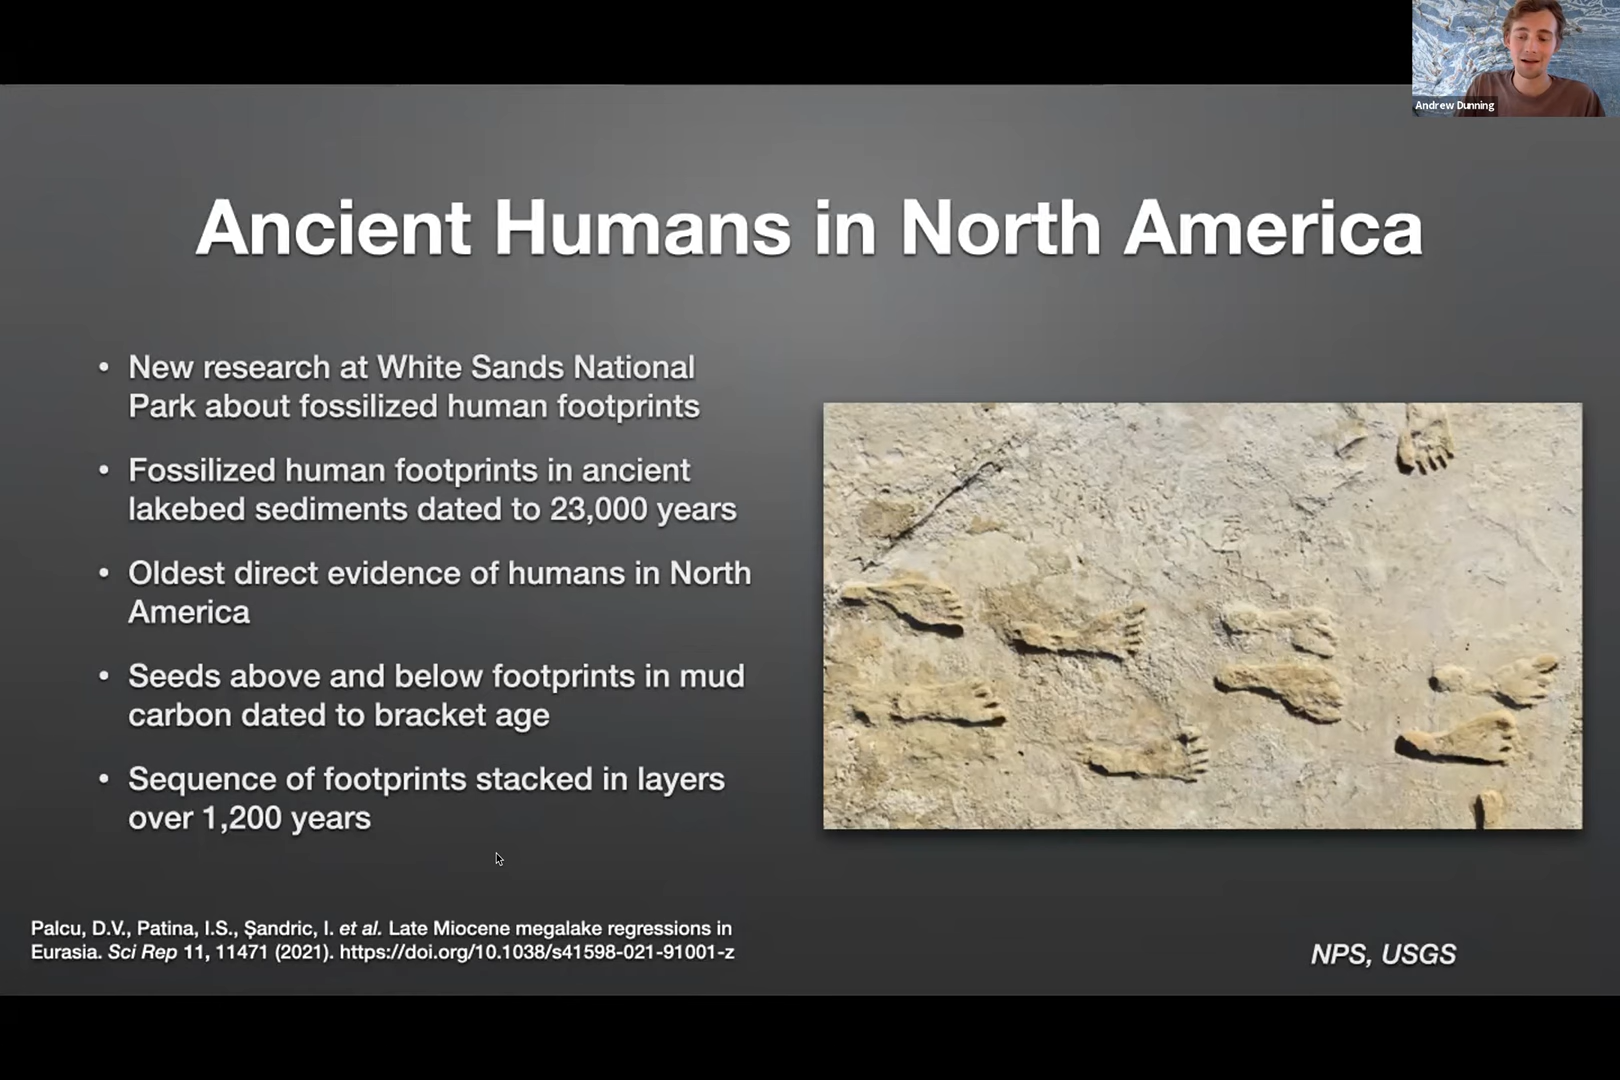 Andrew Dunning
Ancient Humans in North America
• New research at White Sands National
Park about fossilized human footprints
• Fossilized human footprints in ancient
lakebed sediments dated to 23,000 years
• Oldest direct evidence of humans in North
America
• Seeds above and below footprints in mud
carbon dated to bracket age
• Sequence of footprints stacked in layers
over 1,200 years
Palcu, D.V., Patina, I.S., Șandric, I. et al. Late Miocene megalake regressions in
Eurasia. Sci Rep 11, 11471 (2021). https://doi.org/10.1038/s41598-021-91001-z
NPS, USGS